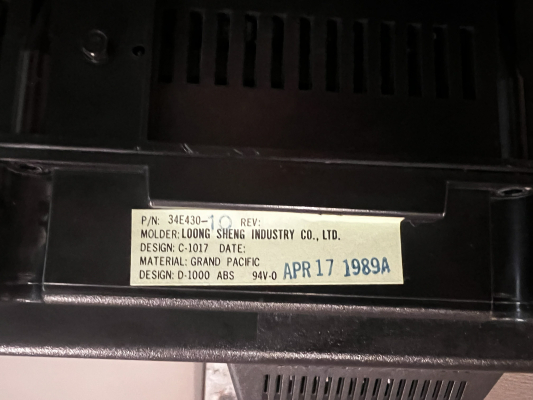 P/N: 34E430-10 REV:
MOLDER: LOONG SHENG INDUSTRY CO., LTD.
DESIGN: C-1017 DATE:
MATERIAL: GRAND PACIFIC
DESIGN: D-1000 ABS 94V-0 APR 17 1989A